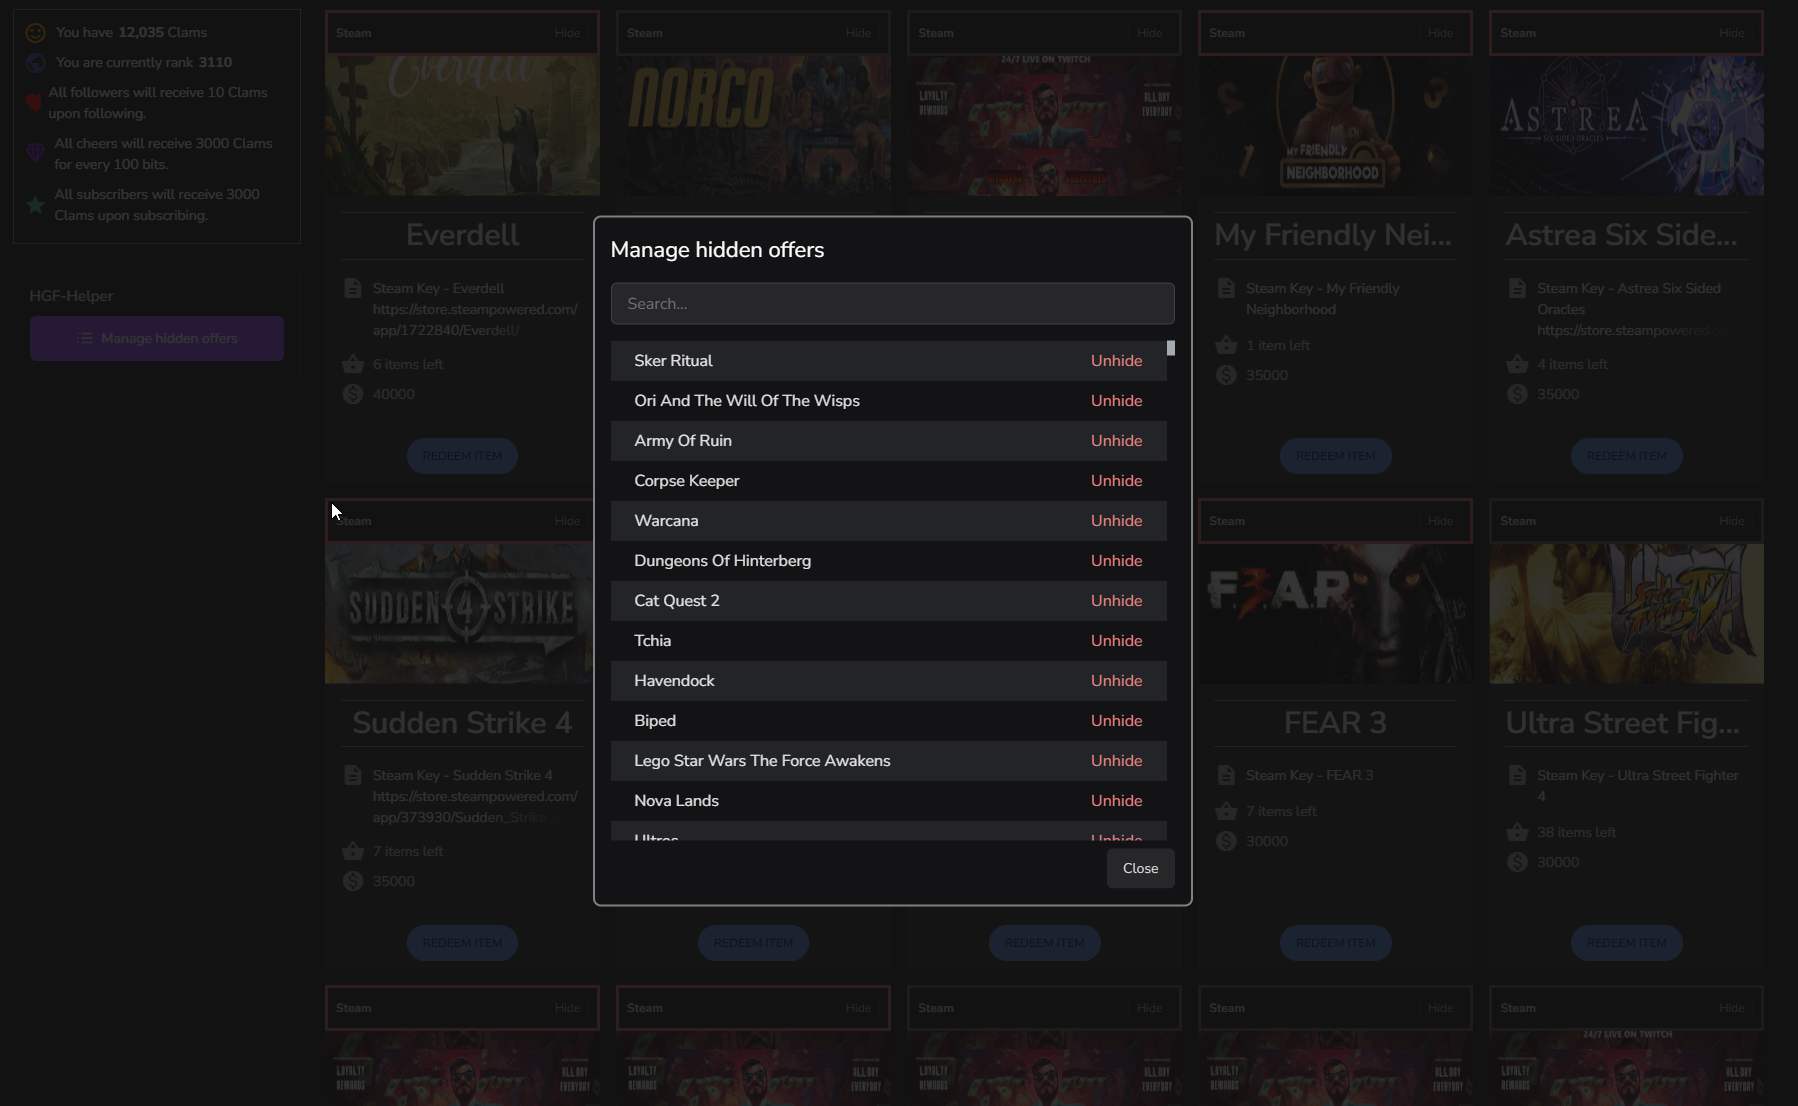 You have 12,035 Clams
You are currently rank 3110
All followers will receive 10 Clams
upon following.
All cheers will receive 3000 Clams
for every 100 bits.
All subscribers will receive 3000
Clams upon subscribing.
HGF-Helper
Manage hidden offers
Steam Hide
Steam Hide
Steam Hide
Steam Hide
Steam Hide
Everdell
NORCO
24/7 LIVE ON TWITCH
LOYALTY
REWARDS
ALL DAY
EVERYDAY
MY FRIENDLY
NEIGHBORHOOD
ASTREA
SIX-SIDED ORACLES
Everdell
Steam Key - Everdell
https://store.steampowered.com/
app/1722840/Everdell/
6 items left
40000
REDEEM ITEM
My Friendly Nei...
Steam Key - My Friendly
Neighborhood
1 item left
35000
REDEEM ITEM
Astrea Six Side...
Steam Key - Astrea Six Sided
Oracles
https://store.steampowered.c
4 items left
35000
REDEEM ITEM
Manage hidden offers
Search...
Sker Ritual Unhide
Ori And The Will Of The Wisps Unhide
Army Of Ruin Unhide
Corpse Keeper Unhide
Warcana Unhide
Dungeons Of Hinterberg Unhide
Cat Quest 2 Unhide
Tchia Unhide
Havendock Unhide
Biped Unhide
Lego Star Wars The Force Awakens Unhide
Nova Lands Unhide
Ultros Unhide
Close
Steam Hide
Steam Hide
Steam Hide
SUDDEN 4 STRIKE
F.3.A.R
Sudden Strike 4
Steam Key - Sudden Strike 4
https://store.steampowered.com/
app/373930/Sudden_Strike
7 items left
35000
REDEEM ITEM
REDEEM ITEM
REDEEM ITEM
FEAR 3
Steam Key - FEAR 3
7 items left
30000
REDEEM ITEM
Ultra Street Fig...
Steam Key - Ultra Street Fighter
4
38 items left
30000
REDEEM ITEM
Steam Hide
Steam Hide
Steam Hide
Steam Hide
Steam Hide
24/7 LIVE ON TWITCH
LOYALTY
REWARDS
ALL DAY
EVERYDAY
LOYALTY
REWARDS
ALL DAY
EVERYDAY
LOYALTY
REWARDS
ALL DAY
EVERYDAY
LOYALTY
REWARDS
ALL DAY
EVERYDAY
LOYALTY
REWARDS
ALL DAY
EVERYDAY